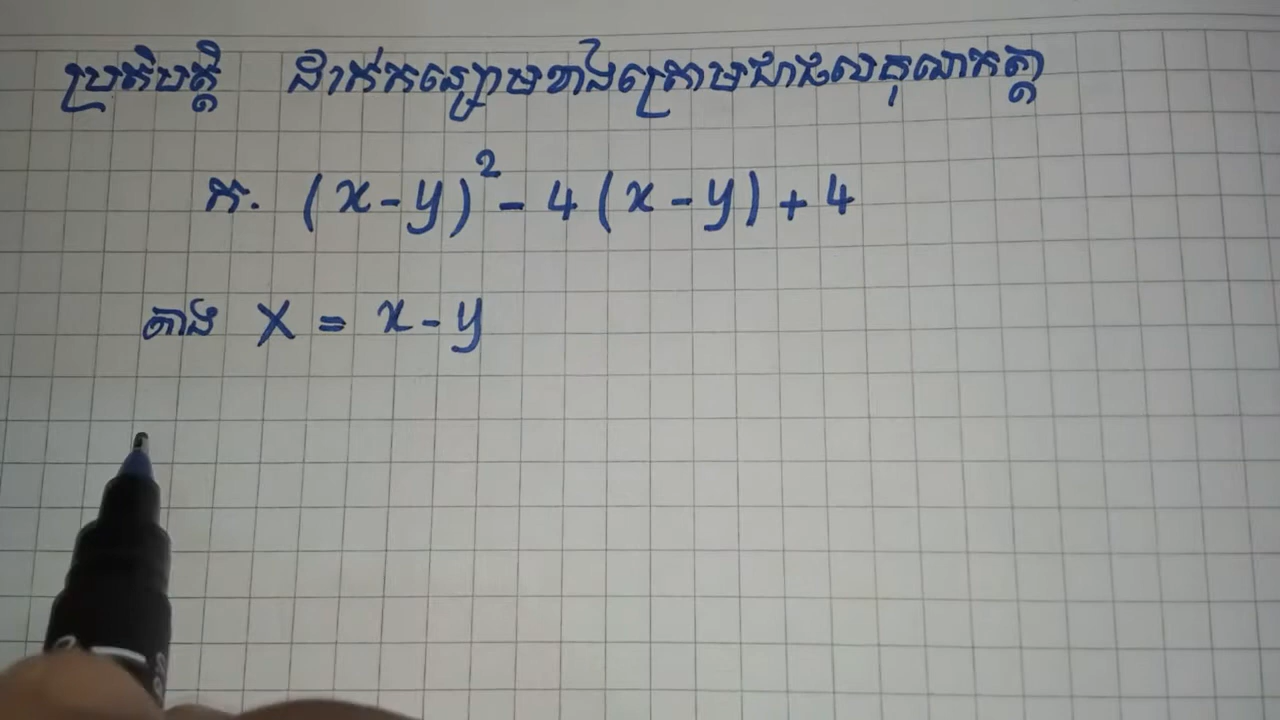 ប្រតិបត្តិ ដាក់កន្សោមខាងក្រោមជាផលគុណកត្តា
ក. (x-y)² - 4(x-y) + 4
តាង X = x-y